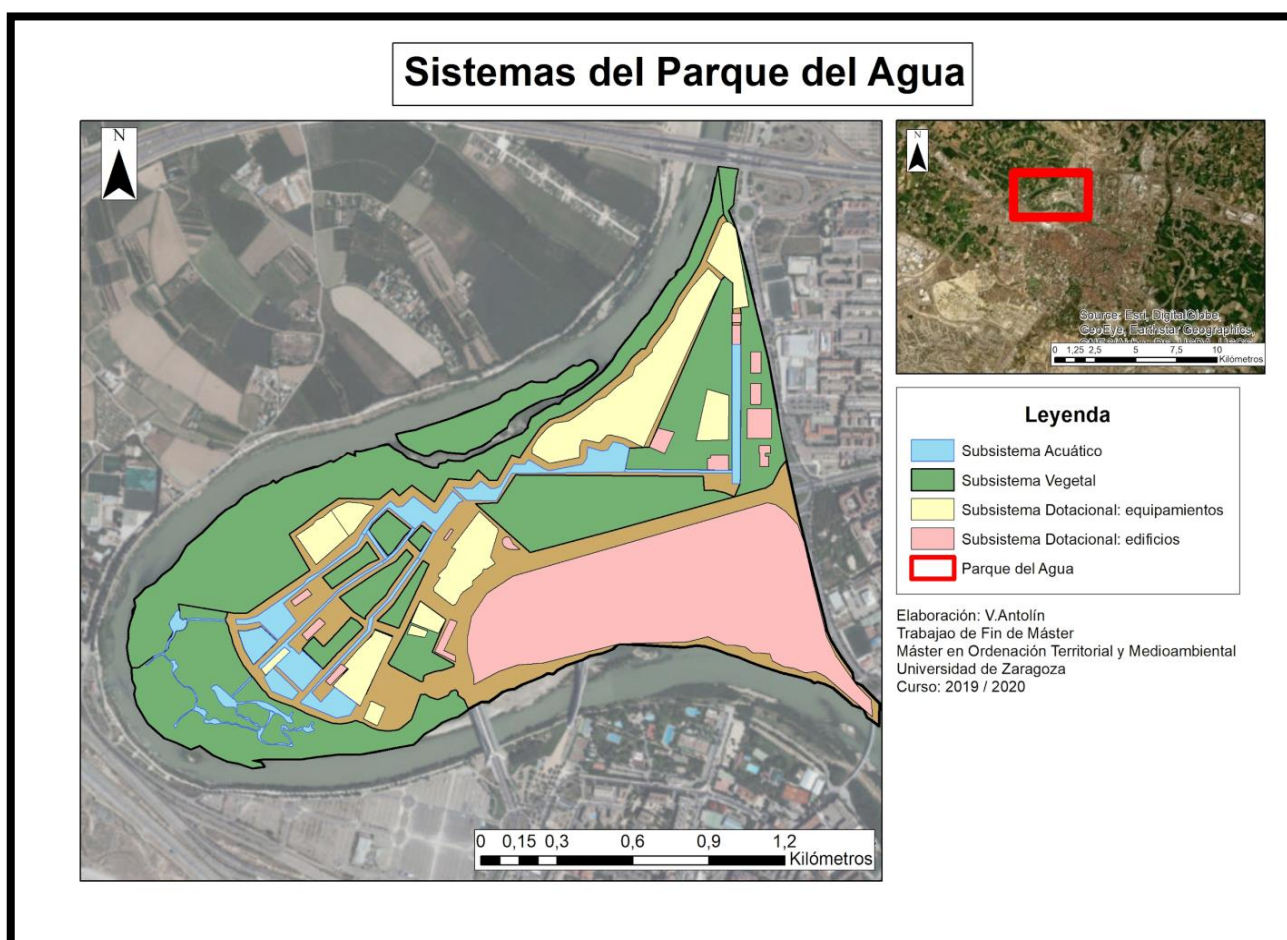 Sistemas del Parque del Agua
N
0 0,15 0,3 0,6 0,9 1,2
Kilómetros
N
Source: Esri, DigitalGlobe,
GeoEye, Earthstar Geographics,
0 1,25 2,5 5 7,5 10
Kilómetros
Leyenda
Subsistema Acuático
Subsistema Vegetal
Subsistema Dotacional: equipamientos
Subsistema Dotacional: edificios
Parque del Agua
Elaboración: V.Antolín
Trabajao de Fin de Máster
Máster en Ordenación Territorial y Medioambiental
Universidad de Zaragoza
Curso: 2019 / 2020